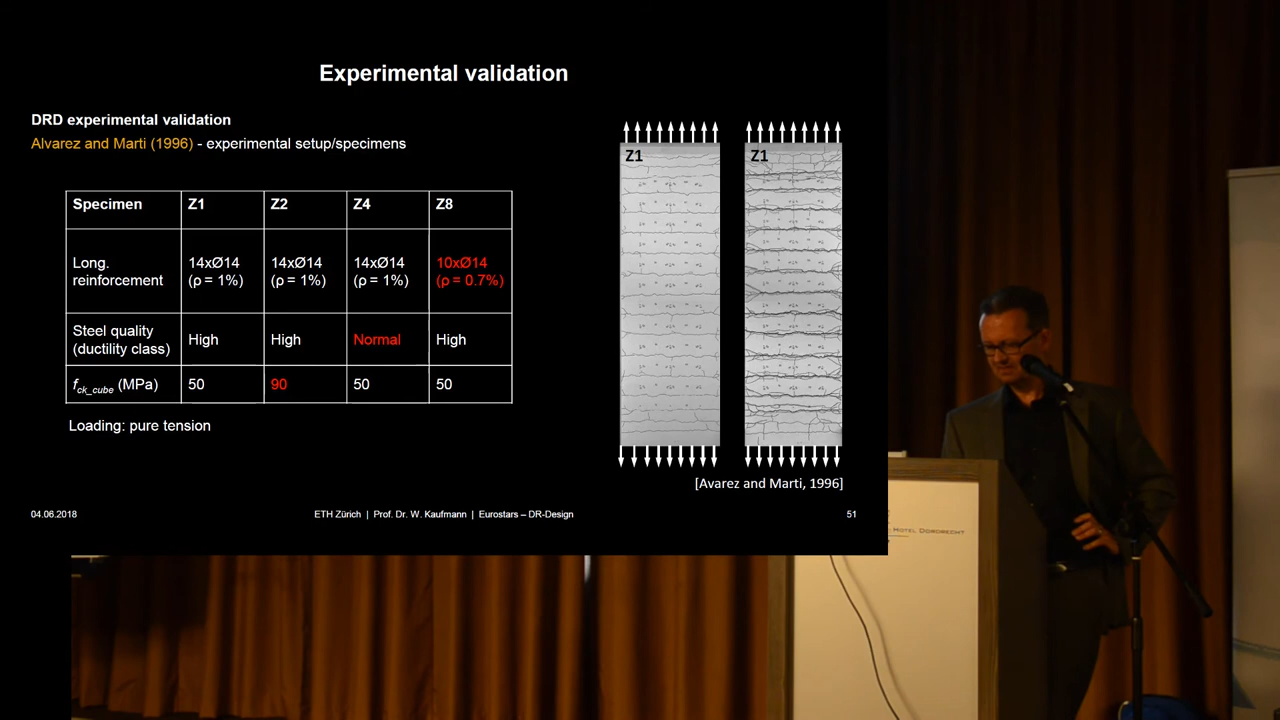 Experimental validation
DRD experimental validation
Alvarez and Marti (1996) - experimental setup/specimens
Specimen Z1 Z2 Z4 Z8
Long. reinforcement 14xØ14 (ρ = 1%) 14xØ14 (ρ = 1%) 14xØ14 (ρ = 1%) 10xØ14 (ρ = 0.7%)
Steel quality (ductility class) High High Normal High
fck_cube (MPa) 50 90 50 50
Loading: pure tension
Z1
Z1
[Avarez and Marti, 1996]
04.06.2018
ETH Zürich | Prof. Dr. W. Kaufmann | Eurostars – DR-Design
51
Hotel Dordrecht